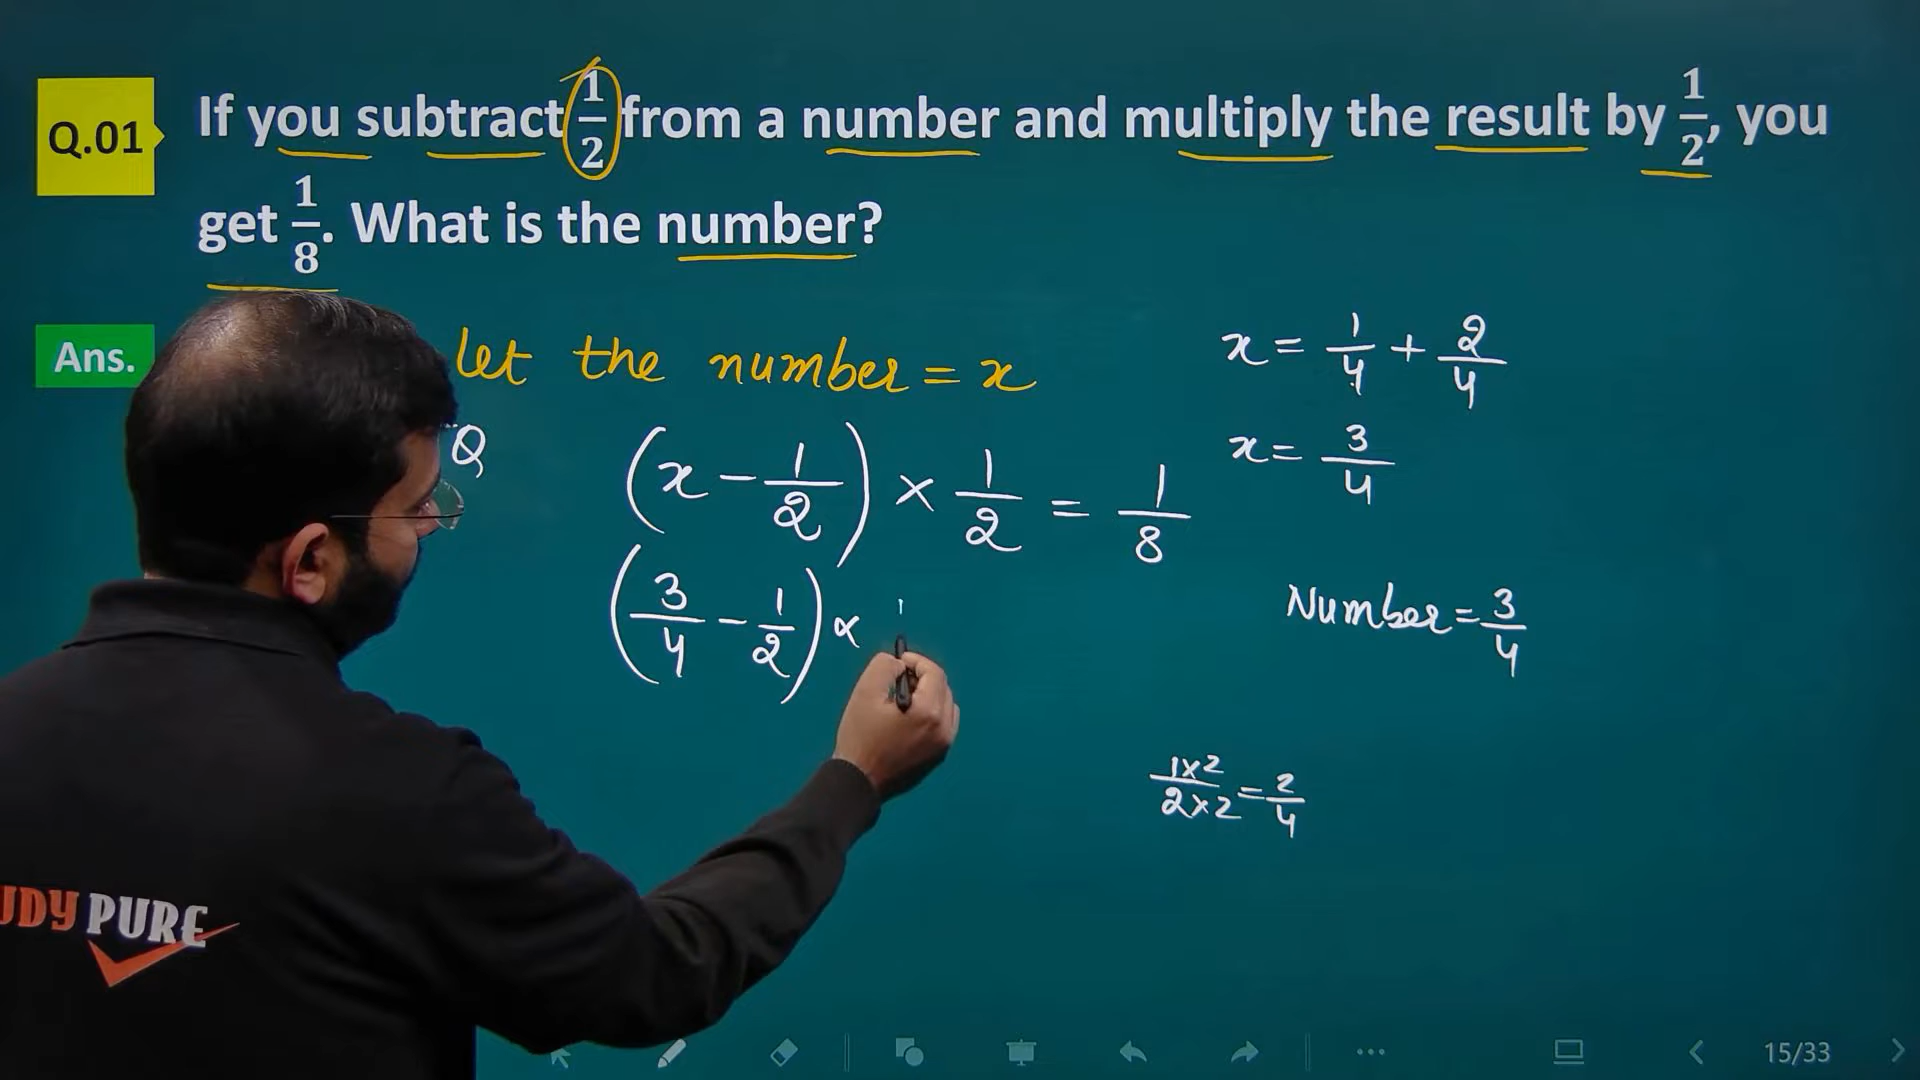 Q.01
If you subtract 1/2 from a number and multiply the result by 1/2, you
get 1/8. What is the number?
Ans.
let the number = x
Q
(x - 1/2) × 1/2 = 1/8
(3/4 - 1/2) ×
x = 1/4 + 2/4
x = 3/4
Number = 3/4
1×2/2×2 = 2/4
UDY PURE
15/33